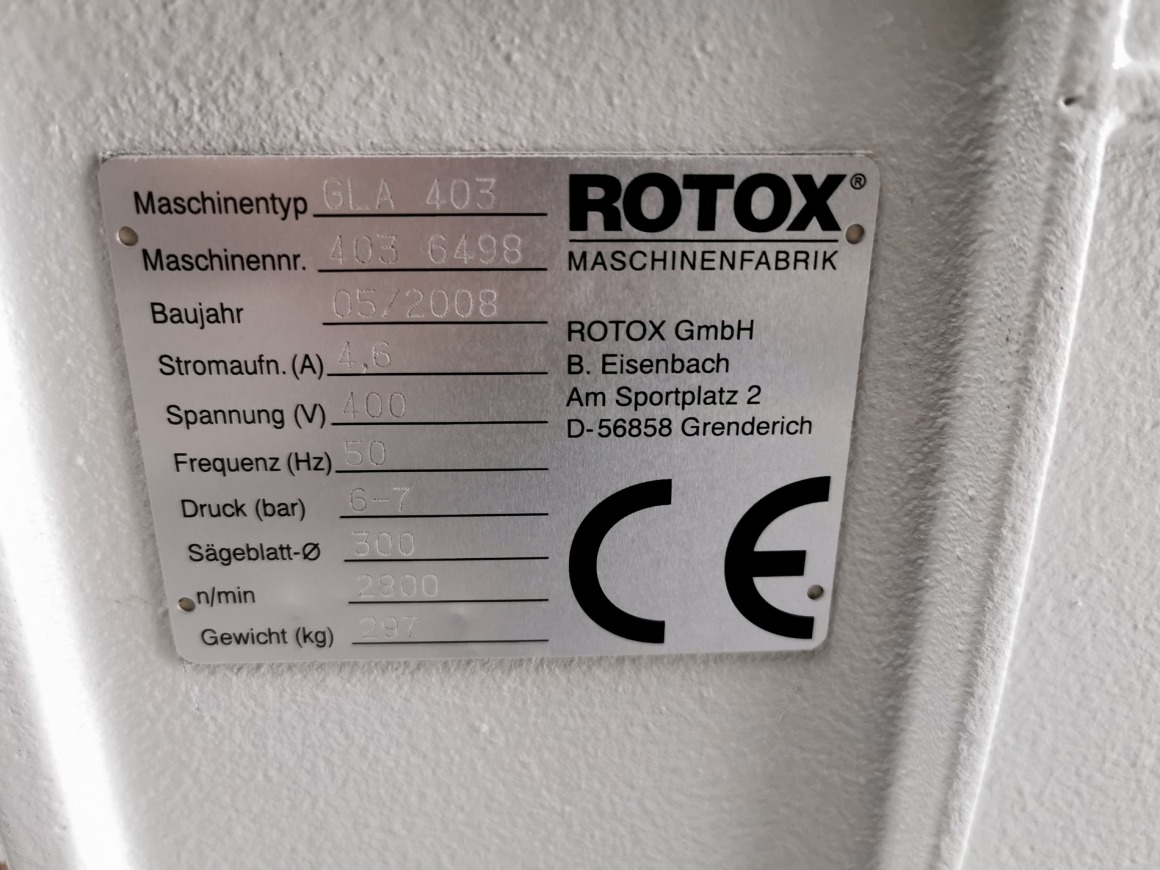 Maschinentyp GLA 403
Maschinennr. 403 6498
Baujahr 05/2008
Stromaufn. (A) 4,6
Spannung (V) 400
Frequenz (Hz) 50
Druck (bar) 6-7
Sägeblatt-Ø 300
n/min 2800
Gewicht (kg) 297
ROTOX®
MASCHINENFABRIK
ROTOX GmbH
B. Eisenbach
Am Sportplatz 2
D-56858 Grenderich
CE